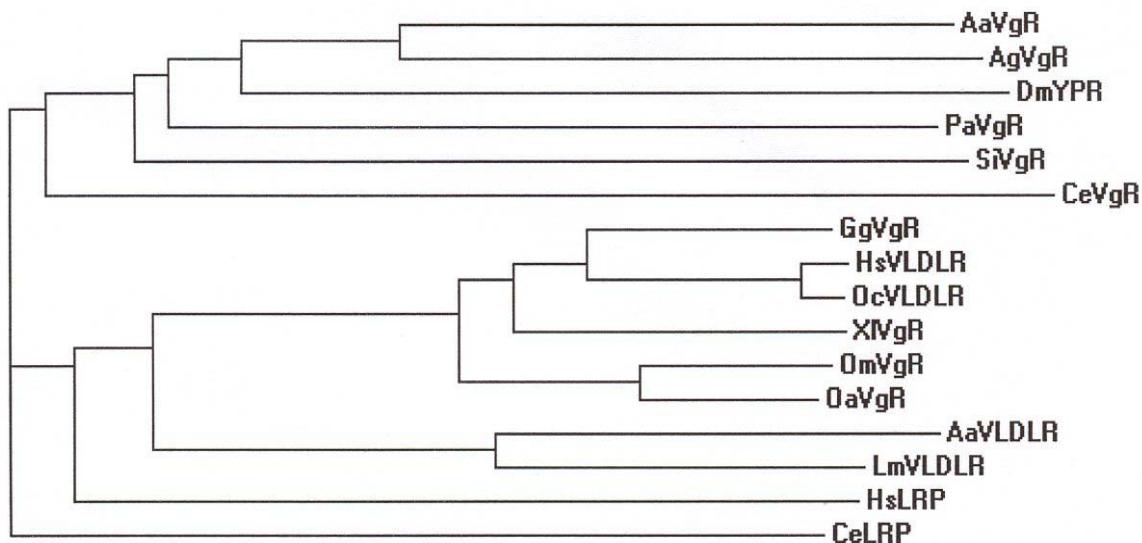 AaVgR
AgVgR
DmYPR
PaVgR
SiVgR
CeVgR
GgVgR
HsVLDLR
OcVLDLR
XlVgR
OmVgR
OaVgR
AaVLDLR
LmVLDLR
HsLRP
CeLRP